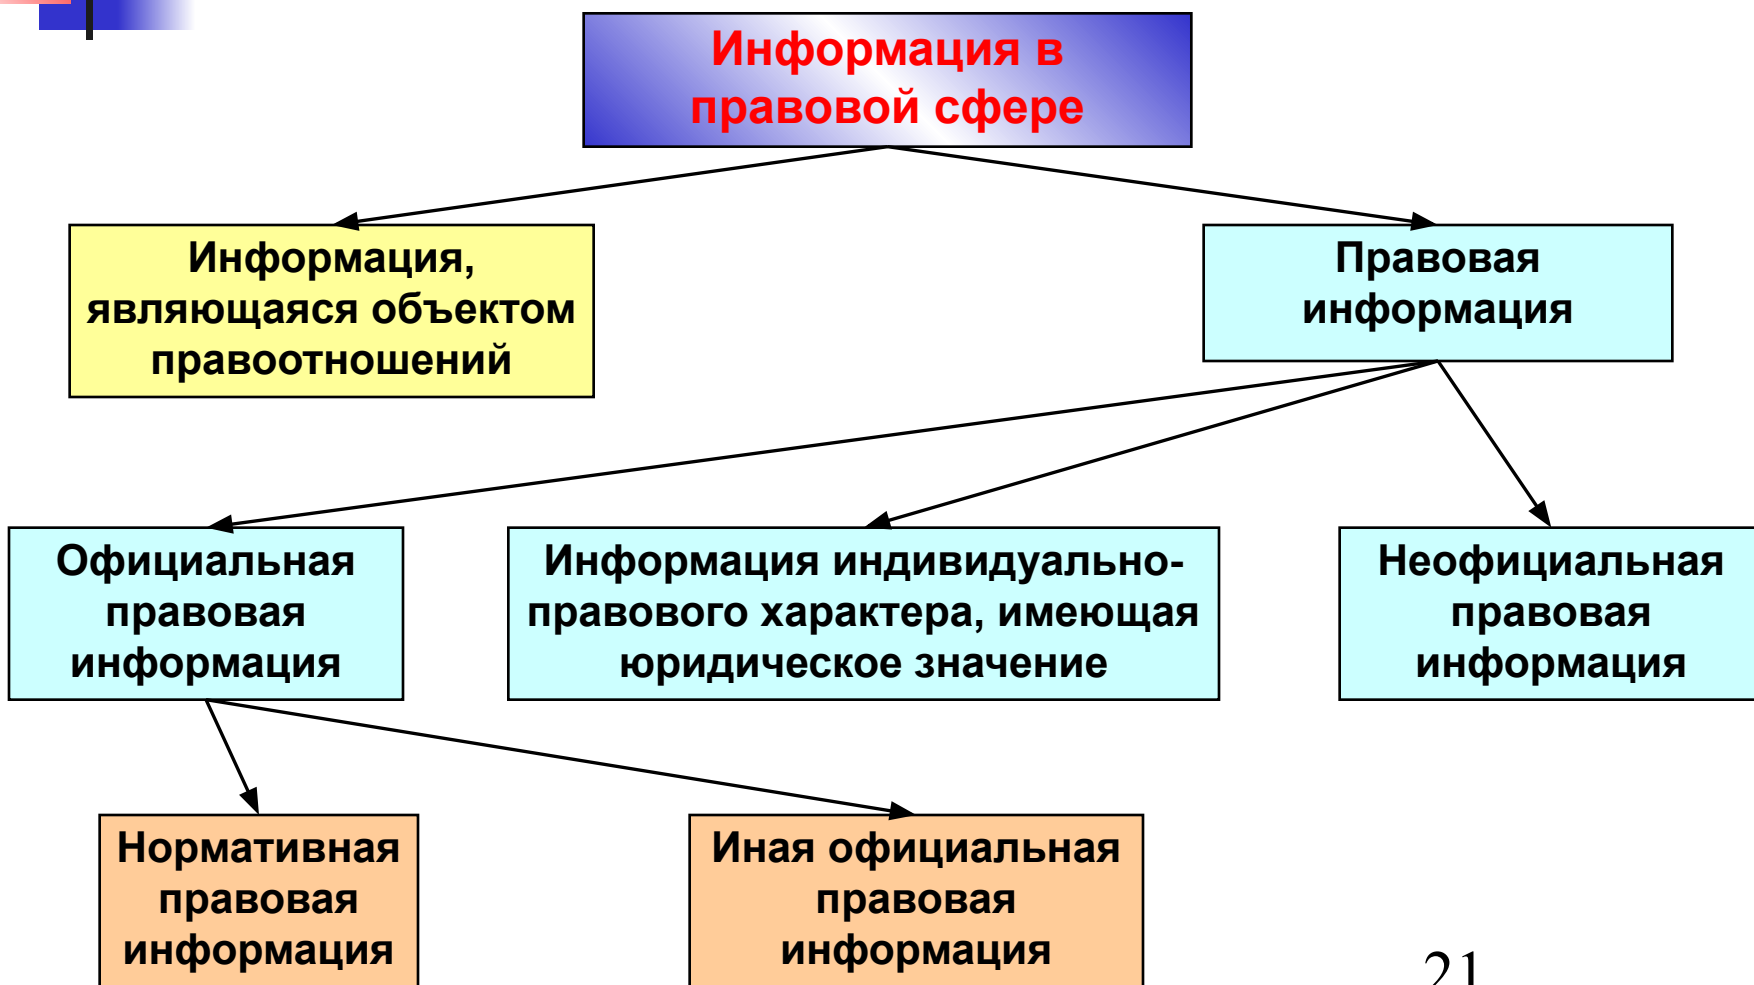 Информация в
правовой сфере
Информация,
являющаяся объектом
правоотношений
Правовая
информация
Официальная
правовая
информация
Информация индивидуально-
правового характера, имеющая
юридическое значение
Неофициальная
правовая
информация
Нормативная
правовая
информация
Иная официальная
правовая
информация
21